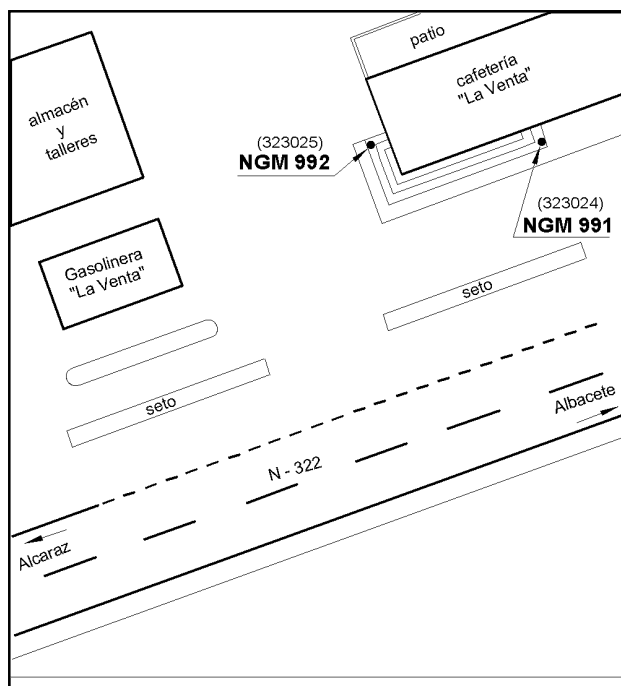 patio
cafetería
"La Venta"
almacén
y
talleres
(323025)
NGM 992
(323024)
NGM 991
Gasolinera
"La Venta"
seto
seto
Albacete
N - 322
Alcaraz